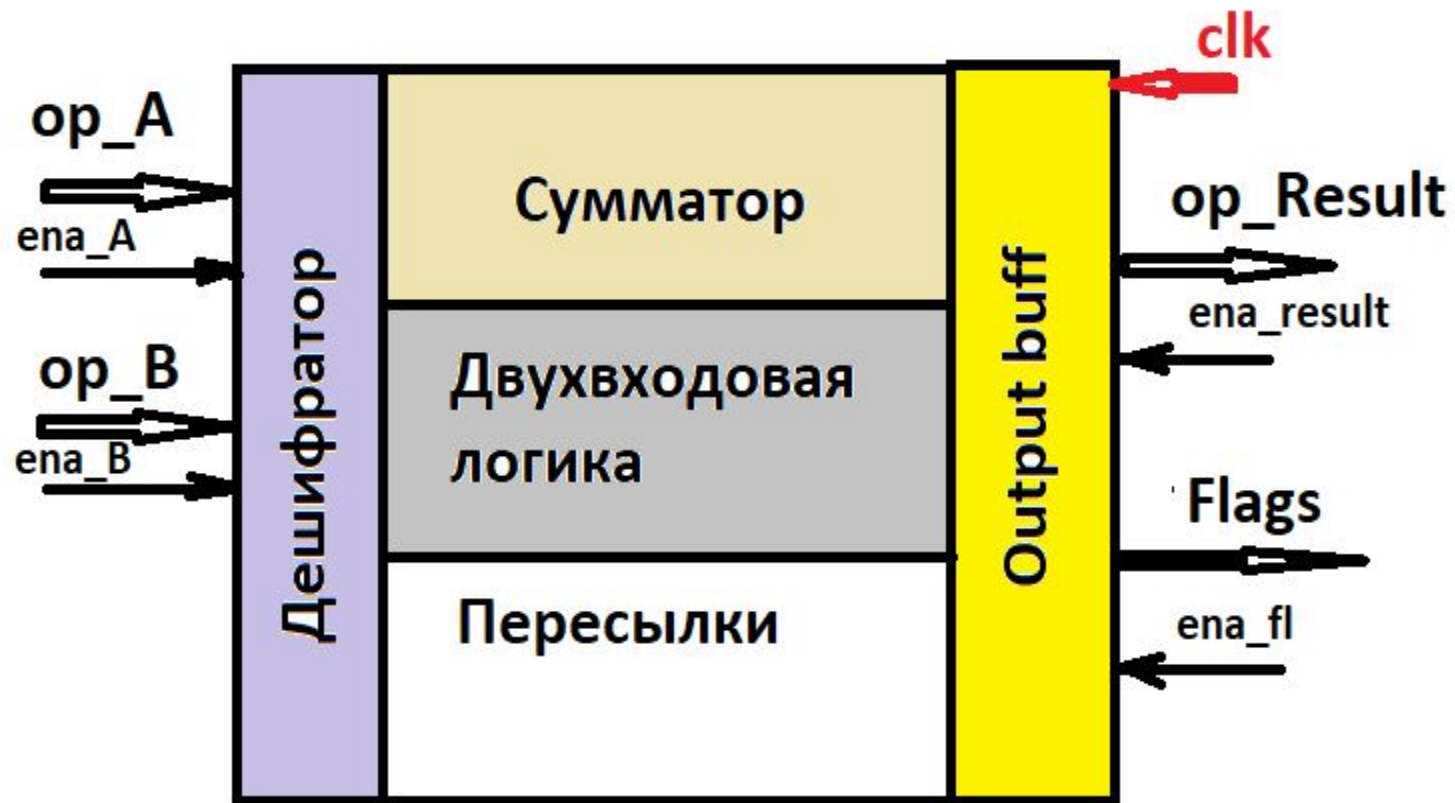 clk
op_A
ena_A
op_B
ena_B
Дешифратор
Сумматор
Двухвходовая
логика
Пересылки
Output buff
op_Result
ena_result
Flags
ena_fl